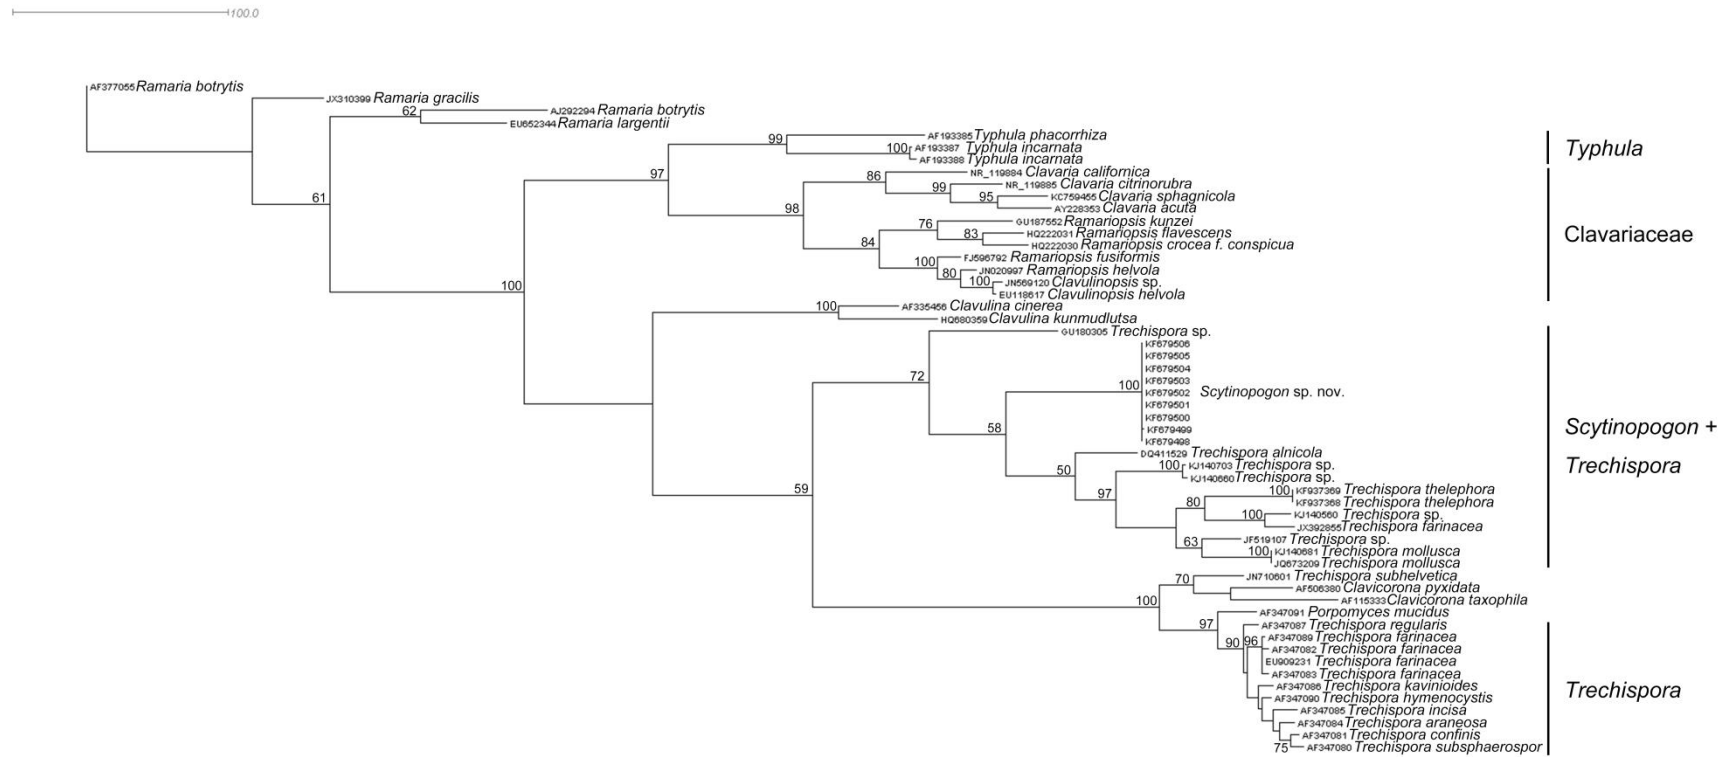 100.0
AF377055 Ramaria botrytis
JX310399 Ramaria gracilis
62
AJ292294 Ramaria botrytis
EU652344 Ramaria largentii
99
AF193385 Typhula phacorrhiza
100
AF193387 Typhula incarnata
AF193388 Typhula incarnata
Typhula
97
86
NR_119884 Clavaria californica
99
NR_119885 Clavaria citrinorubra
95
KC759455 Clavaria sphagnicola
AY228353 Clavaria acuta
61
98
76
GU187552 Ramariopsis kunzei
83
HQ222031 Ramariopsis flavescens
HQ222030 Ramariopsis crocea f. conspicua
Clavariaceae
84
100
FJ596792 Ramariopsis fusiformis
80
JN020997 Ramariopsis helvola
100
JN569120 Clavulinopsis sp.
EU118617 Clavulinopsis helvola
100
100
AF335456 Clavulina cinerea
HQ680359 Clavulina kunmudlutsa
GU180305 Trechispora sp.
KF679506
KF679505
KF679504
72
KF679503
100
KF679502 Scytinopogon sp. nov.
KF679501
KF679500
58
KF679499
KF679498
Scytinopogon +
Trechispora
DQ411529 Trechispora alnicola
50
100
KJ140703 Trechispora sp.
KJ140660 Trechispora sp.
59
97
100
KF937369 Trechispora thelephora
80
KF937368 Trechispora thelephora
100
KJ140560 Trechispora sp.
JX392855 Trechispora farinacea
63
JF519107 Trechispora sp.
100
KJ140681 Trechispora mollusca
JQ673209 Trechispora mollusca
70
JN710601 Trechispora subhelvetica
AF506380 Clavicorona pyxidata
100
AF115333 Clavicorona taxophila
97
AF347091 Porpomyces mucidus
AF347087 Trechispora regularis
90
96
AF347089 Trechispora farinacea
AF347082 Trechispora farinacea
EU909231 Trechispora farinacea
AF347083 Trechispora farinacea
AF347086 Trechispora kavinioides
Trechispora
AF347090 Trechispora hymenocystis
AF347085 Trechispora incisa
AF347084 Trechispora araneosa
AF347081 Trechispora confinis
75
AF347080 Trechispora subsphaerospor